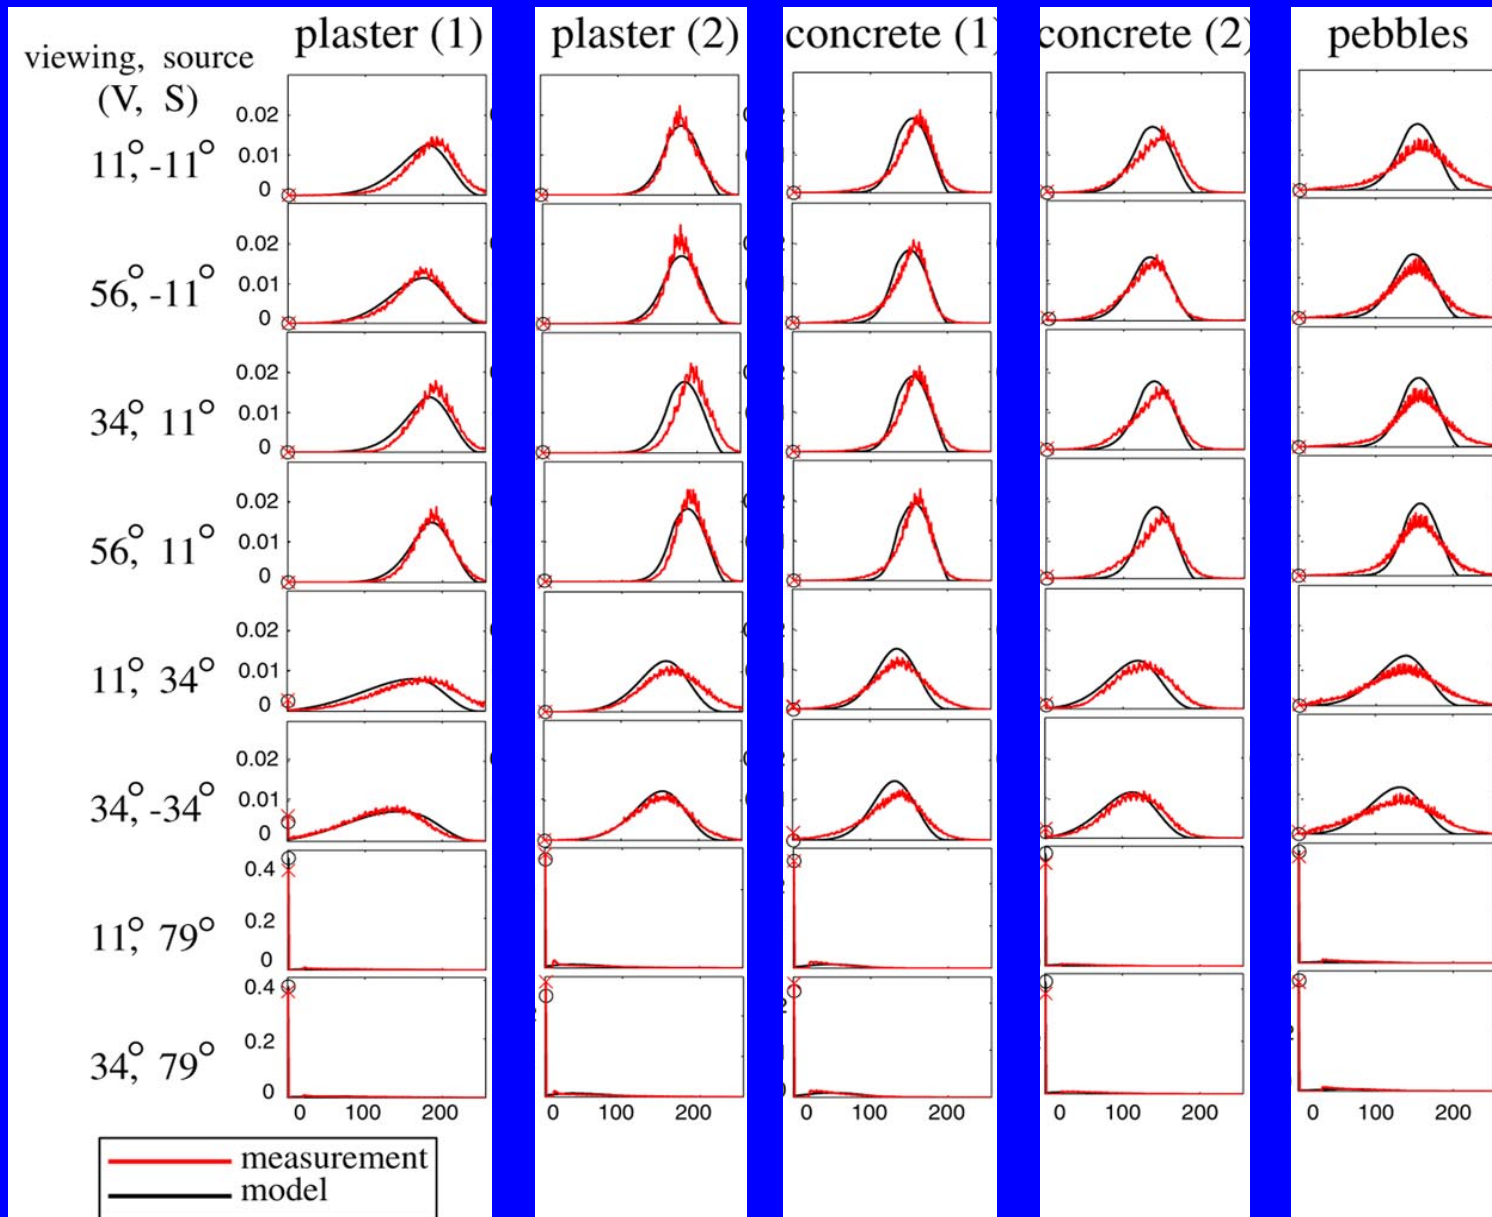 plaster (1) plaster (2) concrete (1) concrete (2) pebbles
viewing, source
(V, S)
11°, -11° 0.02 0.01 0
56°, -11° 0.02 0.01 0
34°, 11° 0.02 0.01 0
56°, 11° 0.02 0.01 0
11°, 34° 0.02 0.01 0
34°, -34° 0.02 0.01 0
11°, 79° 0.4 0.2 0
34°, 79° 0.4 0.2 0
0 100 200 0 100 200 0 100 200 0 100 200 0 100 200
measurement
model